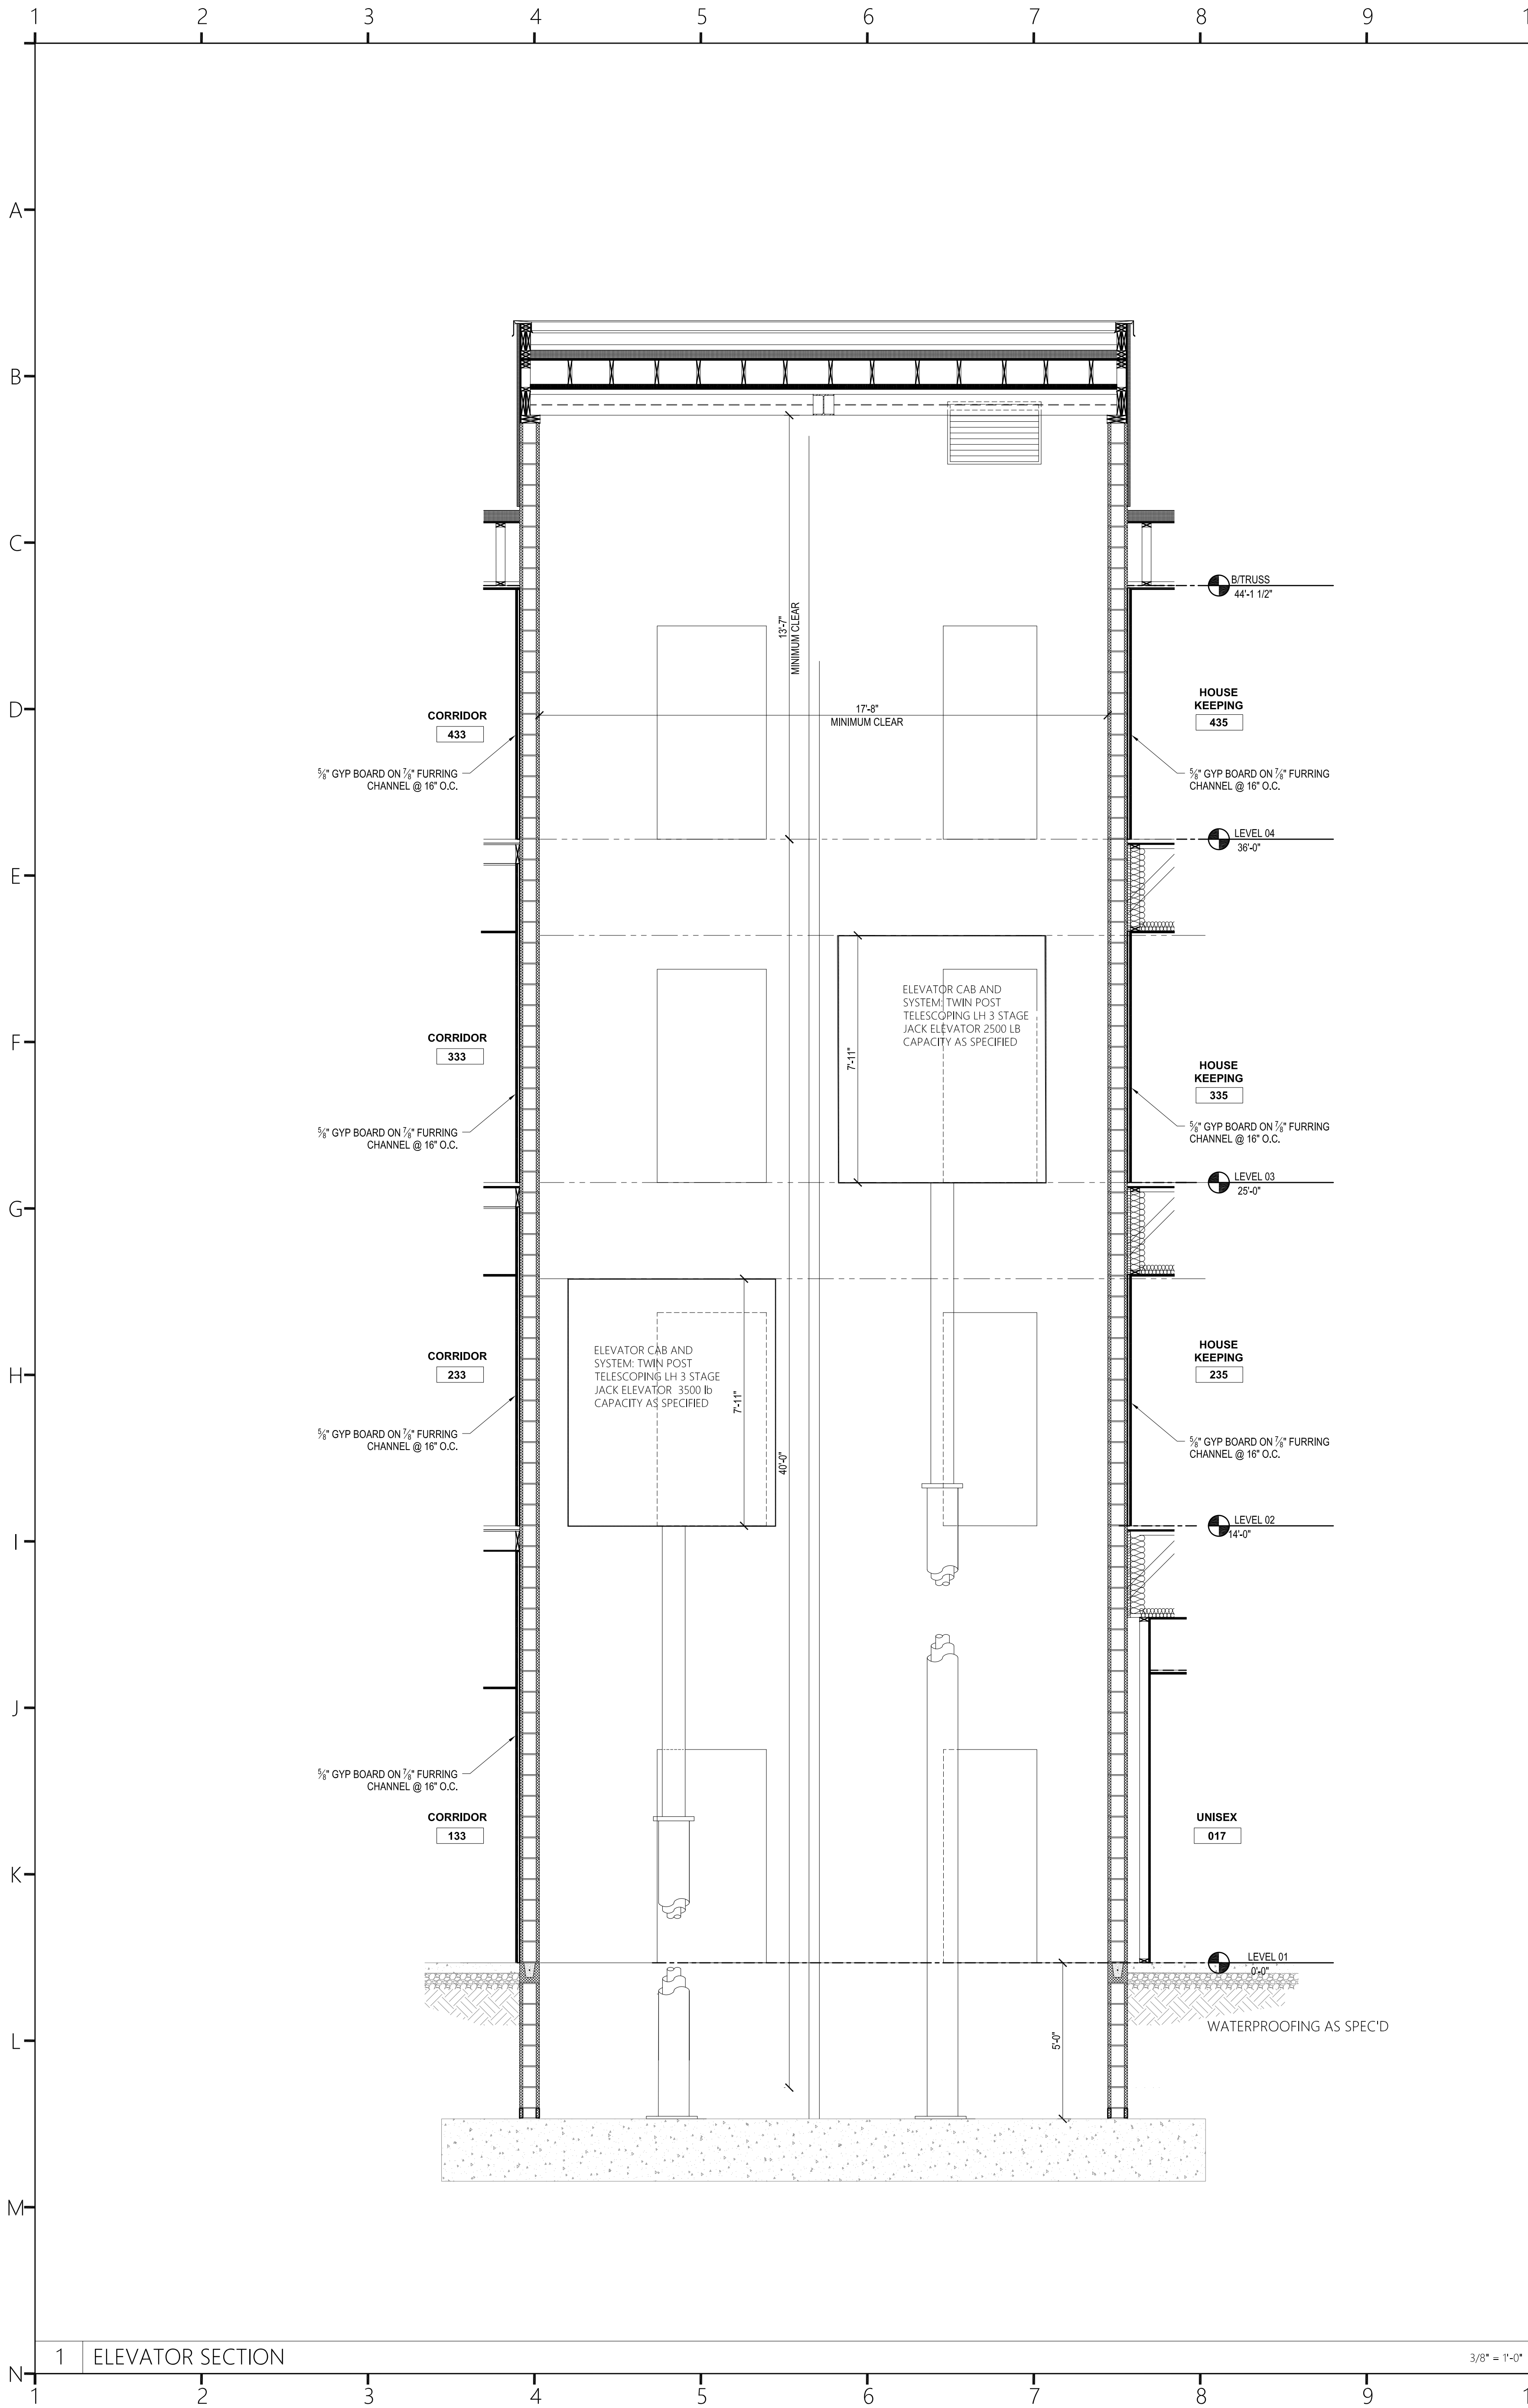 1 2 3 4 5 6 7 8 9 1
A
B
C
B/TRUSS
44'-1 1/2"
13'-7"
MINIMUM CLEAR
D
CORRIDOR
433
17'-8"
MINIMUM CLEAR
HOUSE
KEEPING
435
5/8" GYP BOARD ON 7/8" FURRING
CHANNEL @ 16" O.C.
5/8" GYP BOARD ON 7/8" FURRING
CHANNEL @ 16" O.C.
LEVEL 04
36'-0"
E
ELEVATOR CAB AND
SYSTEM: TWIN POST
TELESCOPING LH 3 STAGE
JACK ELEVATOR 2500 LB
CAPACITY AS SPECIFIED
7'-11"
F
CORRIDOR
333
HOUSE
KEEPING
335
5/8" GYP BOARD ON 7/8" FURRING
CHANNEL @ 16" O.C.
5/8" GYP BOARD ON 7/8" FURRING
CHANNEL @ 16" O.C.
LEVEL 03
25'-0"
G
ELEVATOR CAB AND
SYSTEM: TWIN POST
TELESCOPING LH 3 STAGE
JACK ELEVATOR 3500 lb
CAPACITY AS SPECIFIED
7'-11"
H
CORRIDOR
233
HOUSE
KEEPING
235
5/8" GYP BOARD ON 7/8" FURRING
CHANNEL @ 16" O.C.
40'-0"
5/8" GYP BOARD ON 7/8" FURRING
CHANNEL @ 16" O.C.
LEVEL 02
14'-0"
I
J
5/8" GYP BOARD ON 7/8" FURRING
CHANNEL @ 16" O.C.
CORRIDOR
133
UNISEX
017
K
LEVEL 01
0'-0"
5'-0"
WATERPROOFING AS SPEC'D
L
M
1 ELEVATOR SECTION
3/8" = 1'-0"
N
1 2 3 4 5 6 7 8 9 1